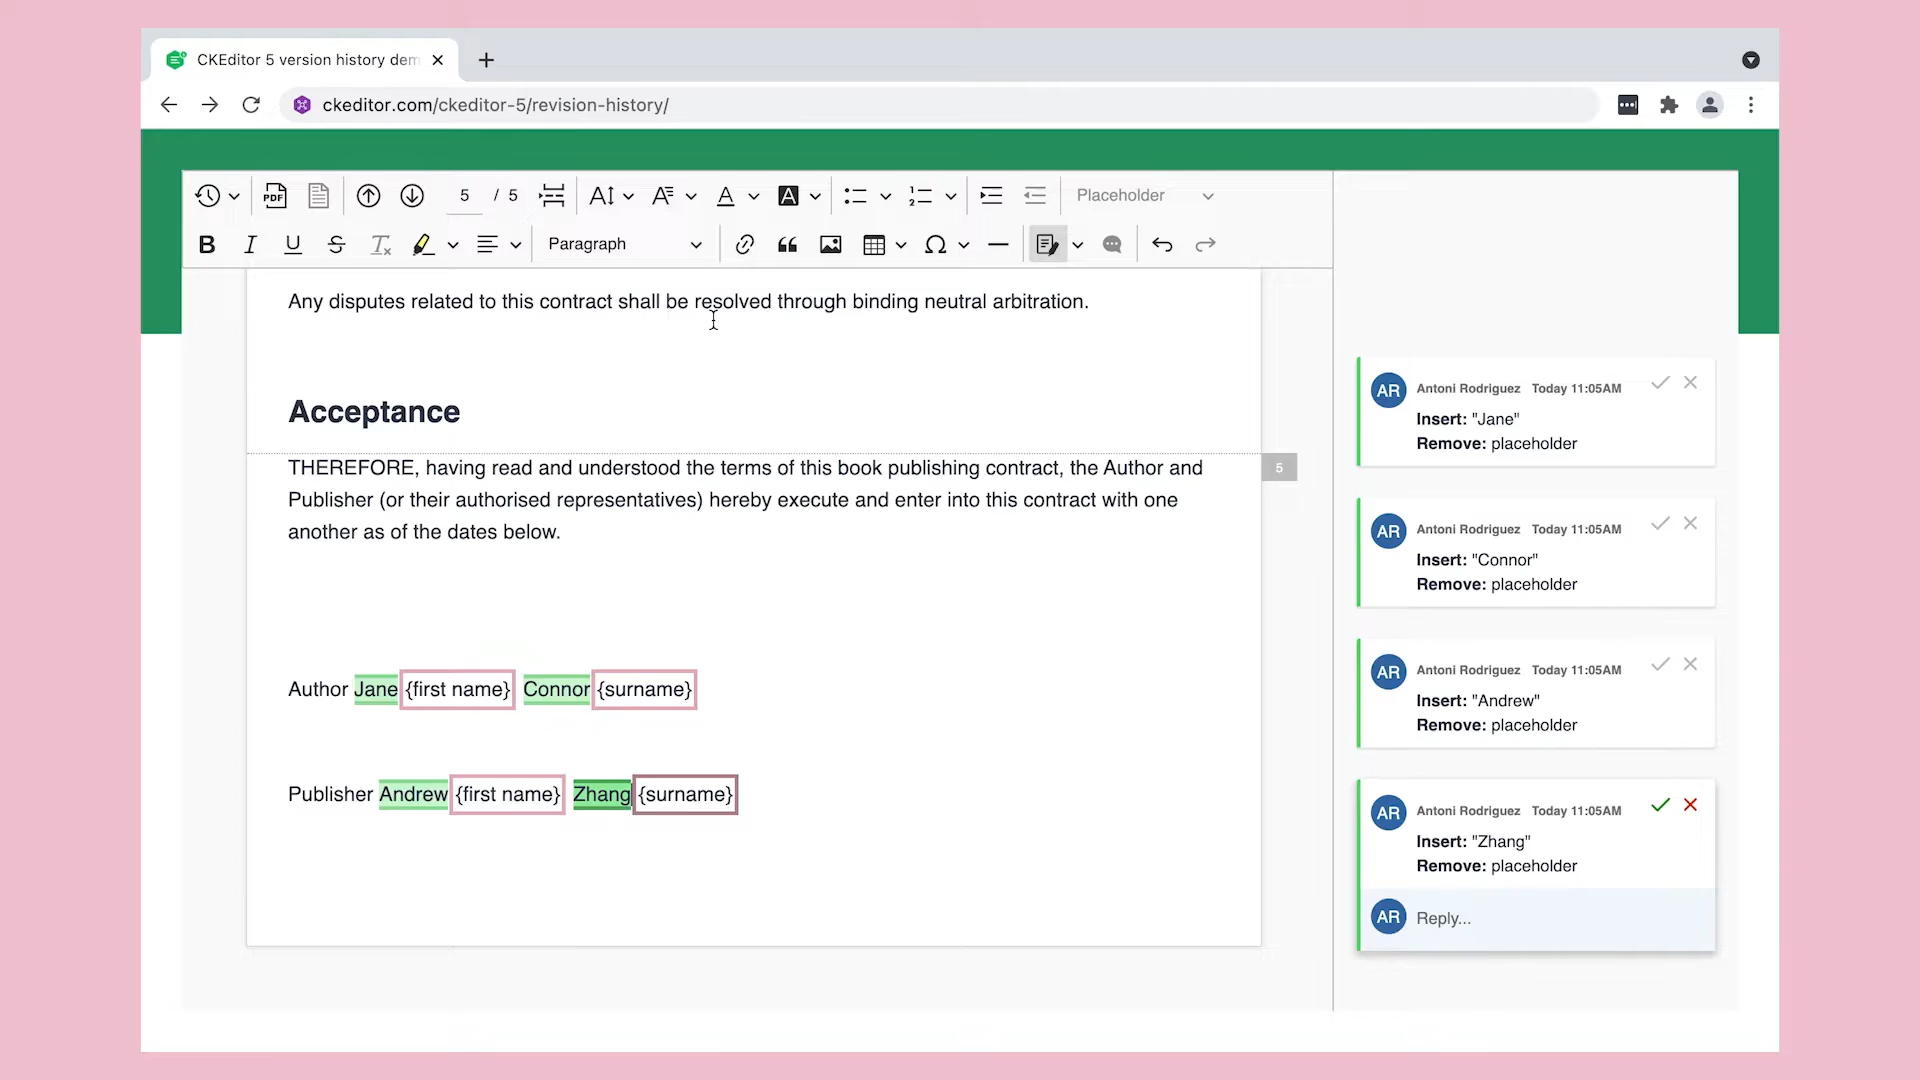 CKEditor 5 version history dem
ckeditor.com/ckeditor-5/revision-history/
PDF 5 / 5 A A A A Placeholder
B I U S Tx Paragraph Ω
Any disputes related to this contract shall be resolved through binding neutral arbitration.
Acceptance
THEREFORE, having read and understood the terms of this book publishing contract, the Author and
Publisher (or their authorised representatives) hereby execute and enter into this contract with one
another as of the dates below.
5
Author Jane {first name} Connor {surname}
Publisher Andrew {first name} Zhang {surname}
AR Antoni Rodriguez Today 11:05AM
Insert: "Jane"
Remove: placeholder
AR Antoni Rodriguez Today 11:05AM
Insert: "Connor"
Remove: placeholder
AR Antoni Rodriguez Today 11:05AM
Insert: "Andrew"
Remove: placeholder
AR Antoni Rodriguez Today 11:05AM
Insert: "Zhang"
Remove: placeholder
AR Reply...